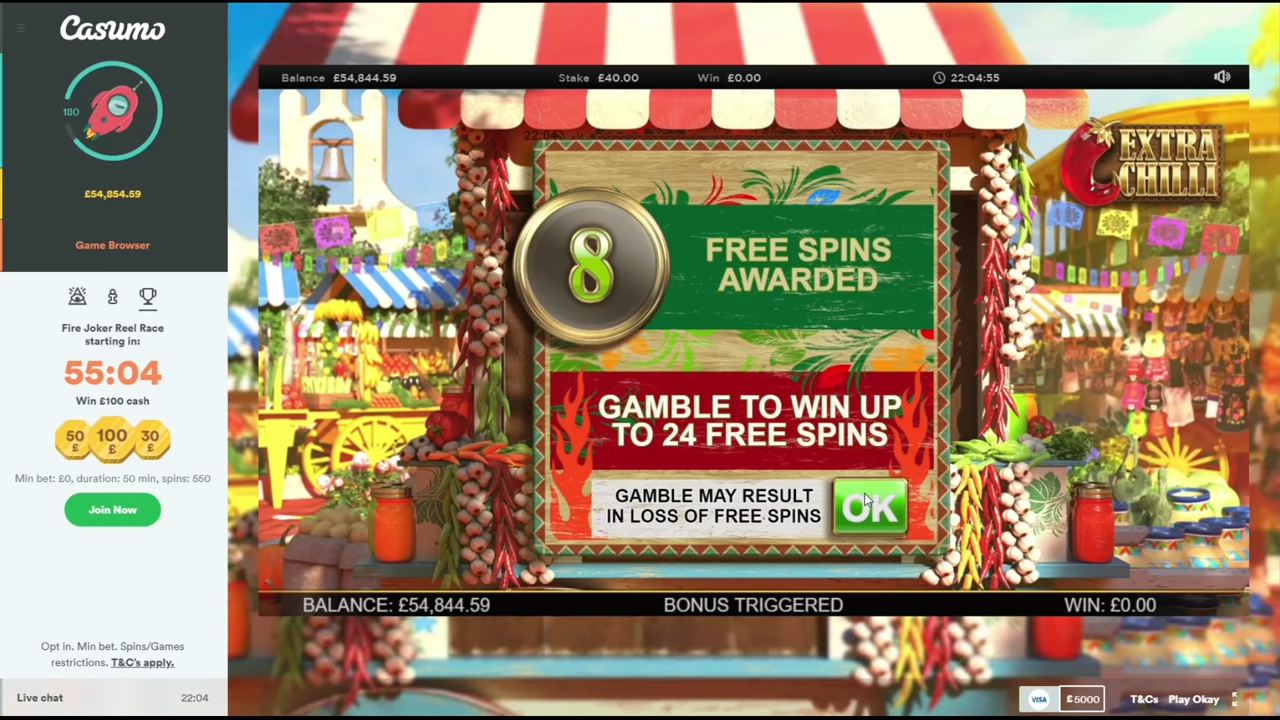 Casumo
180
£54,854.59
Game Browser
Fire Joker Reel Race
starting in:
55:04
Win £100 cash
50 £ 100 £ 30 £
Min bet: £0, duration: 50 min, spins: 550
Join Now
Opt in. Min bet. Spins/Games
restrictions. T&C's apply.
Live chat 22:04
Balance £54,844.59 Stake £40.00 Win £0.00 22:04:55
22:04
EXTRA
CHILLI
8
FREE SPINS
AWARDED
GAMBLE TO WIN UP
TO 24 FREE SPINS
GAMBLE MAY RESULT
IN LOSS OF FREE SPINS
OK
BALANCE: £54,844.59 BONUS TRIGGERED WIN: £0.00
VISA £5000 T&Cs Play Okay